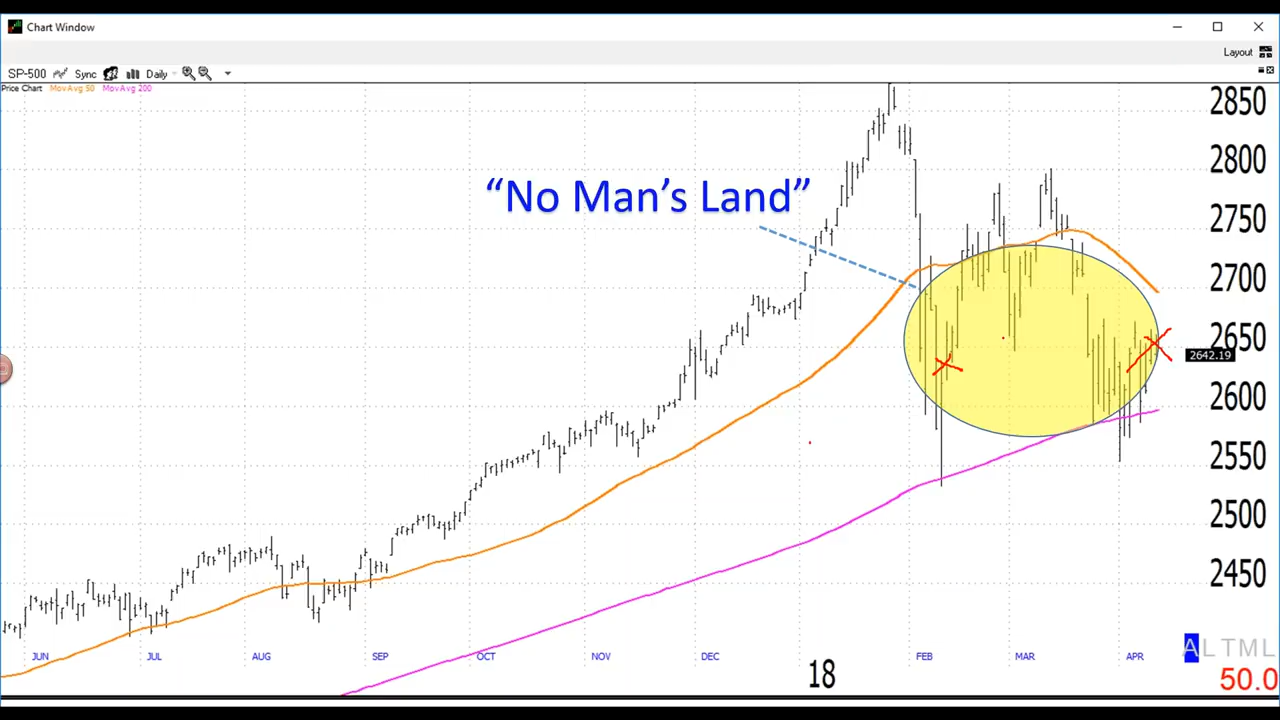 Chart Window
Layout
SP-500 Sync Daily
Price Chart MovAvg 50 MovAvg 200
2850
2800
“No Man’s Land”
2750
2700
2650
2642.19
2600
2550
2500
2450
JUN JUL AUG SEP OCT NOV DEC 18 FEB MAR APR
A L T M L
50.0